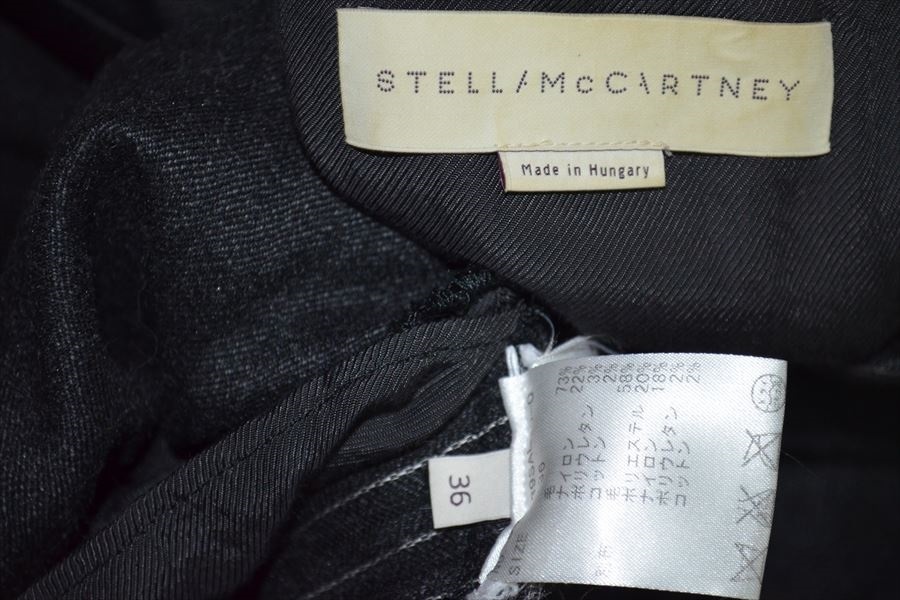 STELLA McCARTNEY
Made in Hungary
36
SIZE
毛 73%
ナイロン 22%
ポリウレタン 3%
コットン 2%
毛 58%
ポリエステル 20%
ナイロン 18%
ポリウレタン 2%
コットン 2%